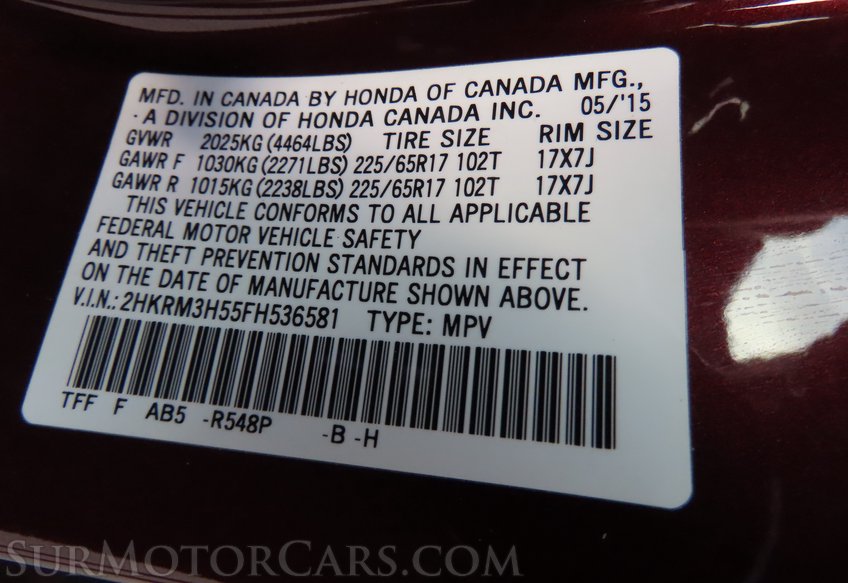 MFD. IN CANADA BY HONDA OF CANADA MFG.,
A DIVISION OF HONDA CANADA INC. 05/'15
GVWR 2025KG (4464LBS) TIRE SIZE RIM SIZE
GAWR F 1030KG (2271LBS) 225/65R17 102T 17X7J
GAWR R 1015KG (2238LBS) 225/65R17 102T 17X7J
THIS VEHICLE CONFORMS TO ALL APPLICABLE
FEDERAL MOTOR VEHICLE SAFETY
AND THEFT PREVENTION STANDARDS IN EFFECT
ON THE DATE OF MANUFACTURE SHOWN ABOVE.
V.I.N.: 2HKRM3H55FH536581 TYPE: MPV
TFF F AB5 -R548P -B -H
SURMOTORCARS.COM